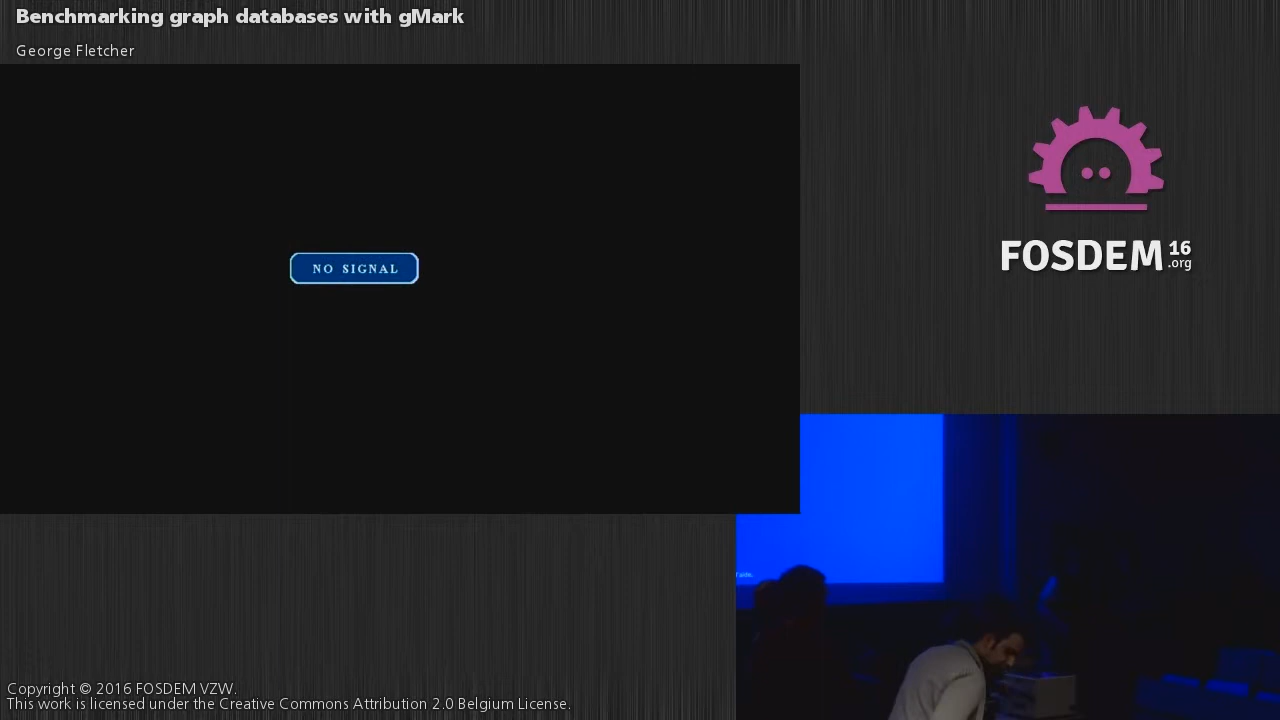 Benchmarking graph databases with gMark
George Fletcher
NO SIGNAL
FOSDEM 16
.org
Copyright © 2016 FOSDEM VZW.
This work is licensed under the Creative Commons Attribution 2.0 Belgium License.